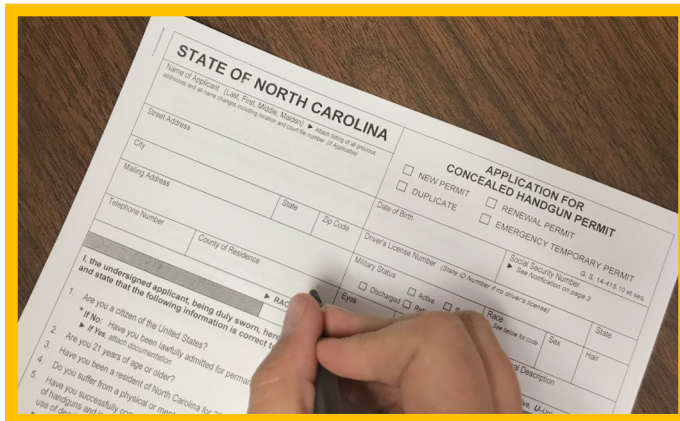 STATE OF NORTH CAROLINA
Name of Applicant (Last, First, Middle, Maiden) ► Attach listing of all previous
addresses and all name changes including location and court file number. (If Applicable)
Street Address
City
State
Zip Code
Mailing Address
Telephone Number
County of Residence
APPLICATION FOR
CONCEALED HANDGUN PERMIT
☐ NEW PERMIT ☐ RENEWAL PERMIT
☐ DUPLICATE ☐ EMERGENCY TEMPORARY PERMIT
G. S. 14-415.10 et seq.
Date of Birth
Social Security Number
► See Notification on page 3
Driver's License Number (State ID Number if no driver's license)
State
Military Status
☐ Discharged ☐ Active
Race
See below for code
Sex
Hair
Eyes
Description
► RAC
I, the undersigned applicant, being duly sworn, here
and state that the following information is correct t
1. Are you a citizen of the United States?
* If No: Have you been lawfully admitted for perman
► If Yes, attach documentation
2. Are you 21 years of age or older?
3. Have you been a resident of North Carolina for
4. Do you suffer from a physical or ment
5. Have you successfully com
of handguns and i
use of de